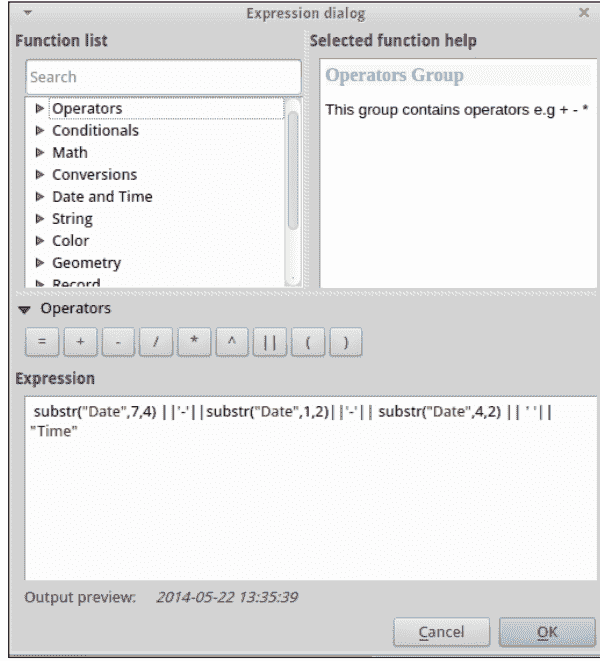 Expression dialog
Function list
Search
Operators
Conditionals
Math
Conversions
Date and Time
String
Color
Geometry
Record
Selected function help
Operators Group
This group contains operators e.g + - *
Operators
= + - / * ^ || ( )
Expression
substr("Date",7,4) ||'-'||substr("Date",1,2)||'-'|| substr("Date",4,2) || ' '||
"Time"
Output preview: 2014-05-22 13:35:39
Cancel OK